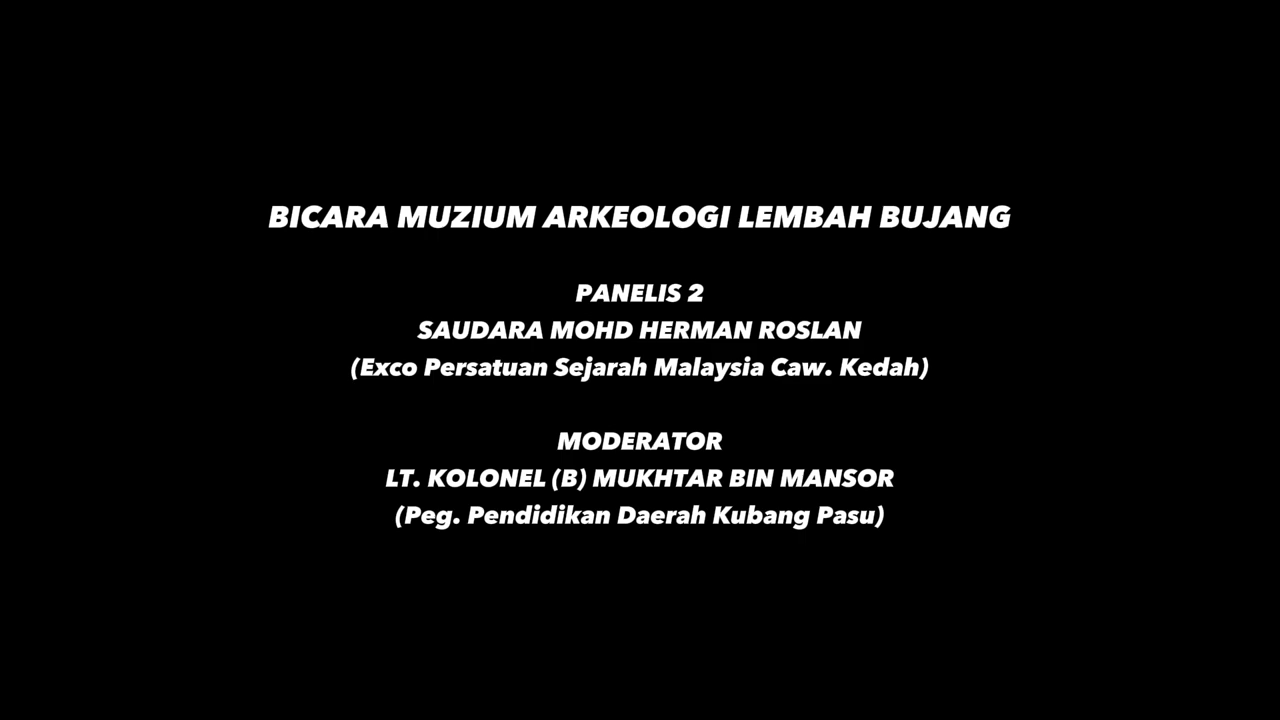 BICARA MUZIUM ARKEOLOGI LEMBAH BUJANG
PANELIS 2
SAUDARA MOHD HERMAN ROSLAN
(Exco Persatuan Sejarah Malaysia Caw. Kedah)
MODERATOR
LT. KOLONEL (B) MUKHTAR BIN MANSOR
(Peg. Pendidikan Daerah Kubang Pasu)